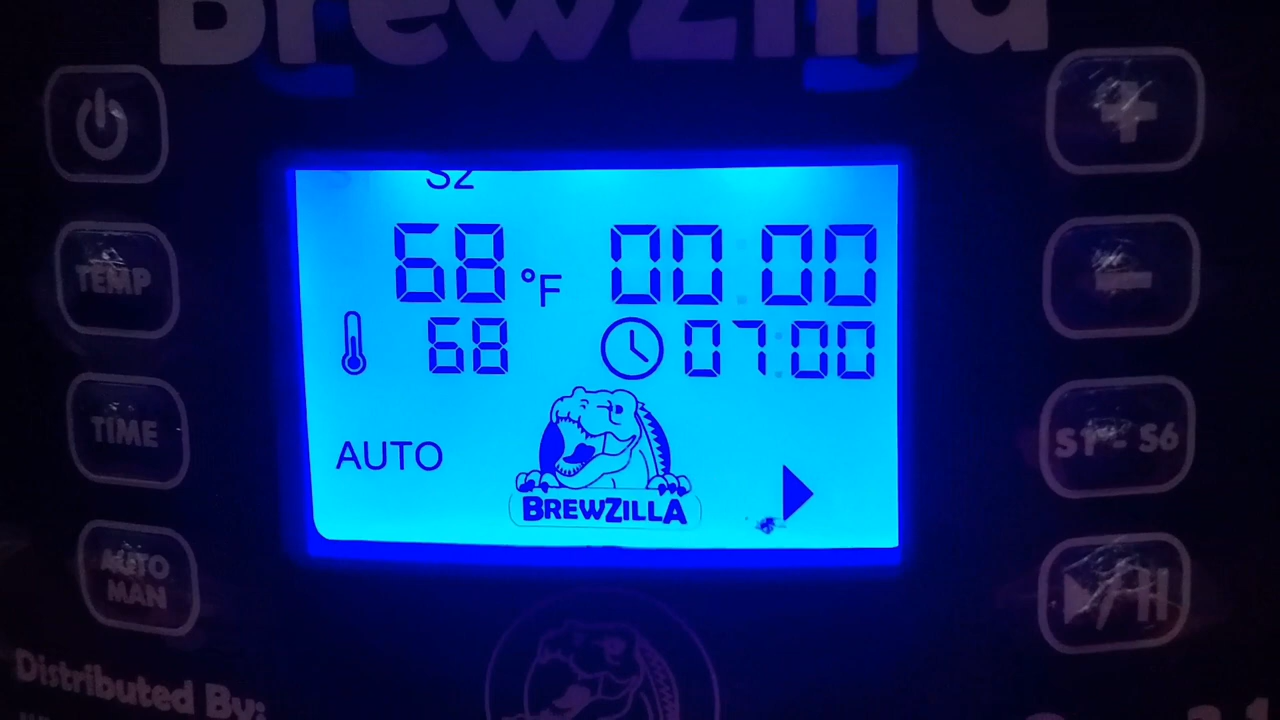 BrewZilla
S2
68 °F 00:00
68 07:00
AUTO
BREWZILLA
TEMP
TIME
AUTO
MAN
S1 - S6
Distributed By: